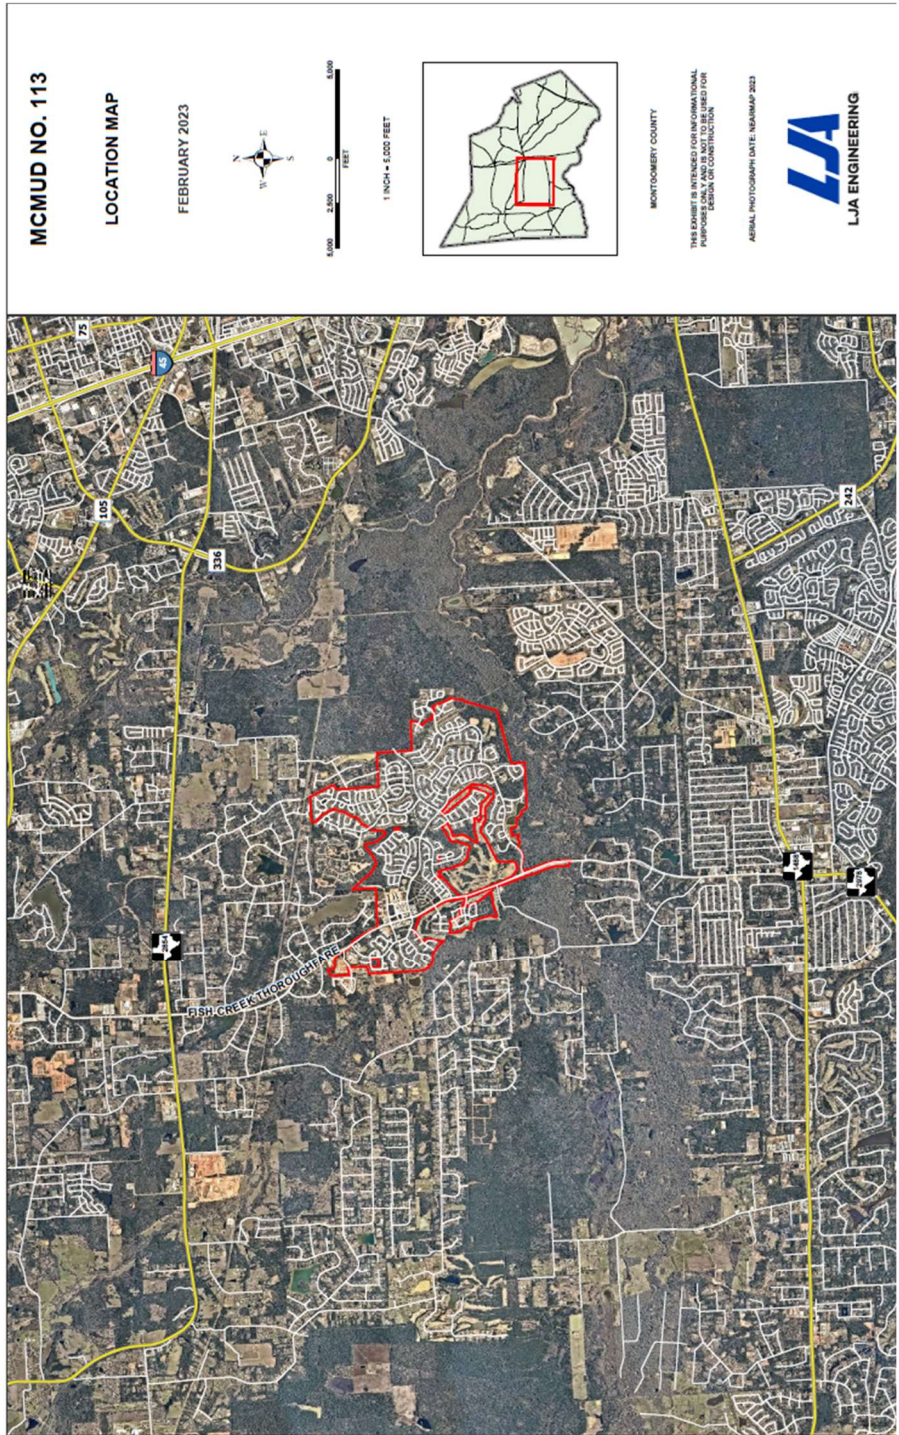 MCMUD NO. 113
LOCATION MAP
FEBRUARY 2023
N
W E
S
5,000 2,500 0 5,000
FEET
1 INCH = 5,000 FEET
MONTGOMERY COUNTY
THIS EXHIBIT IS INTENDED FOR INFORMATIONAL
PURPOSES ONLY AND IS NOT TO BE USED FOR
DESIGN OR CONSTRUCTION
AERIAL PHOTOGRAPH DATE: NEARMAP 2023
LJA
LJA ENGINEERING
75
45
105
336
2854
FISH CREEK THOROUGHFARE
242
1488